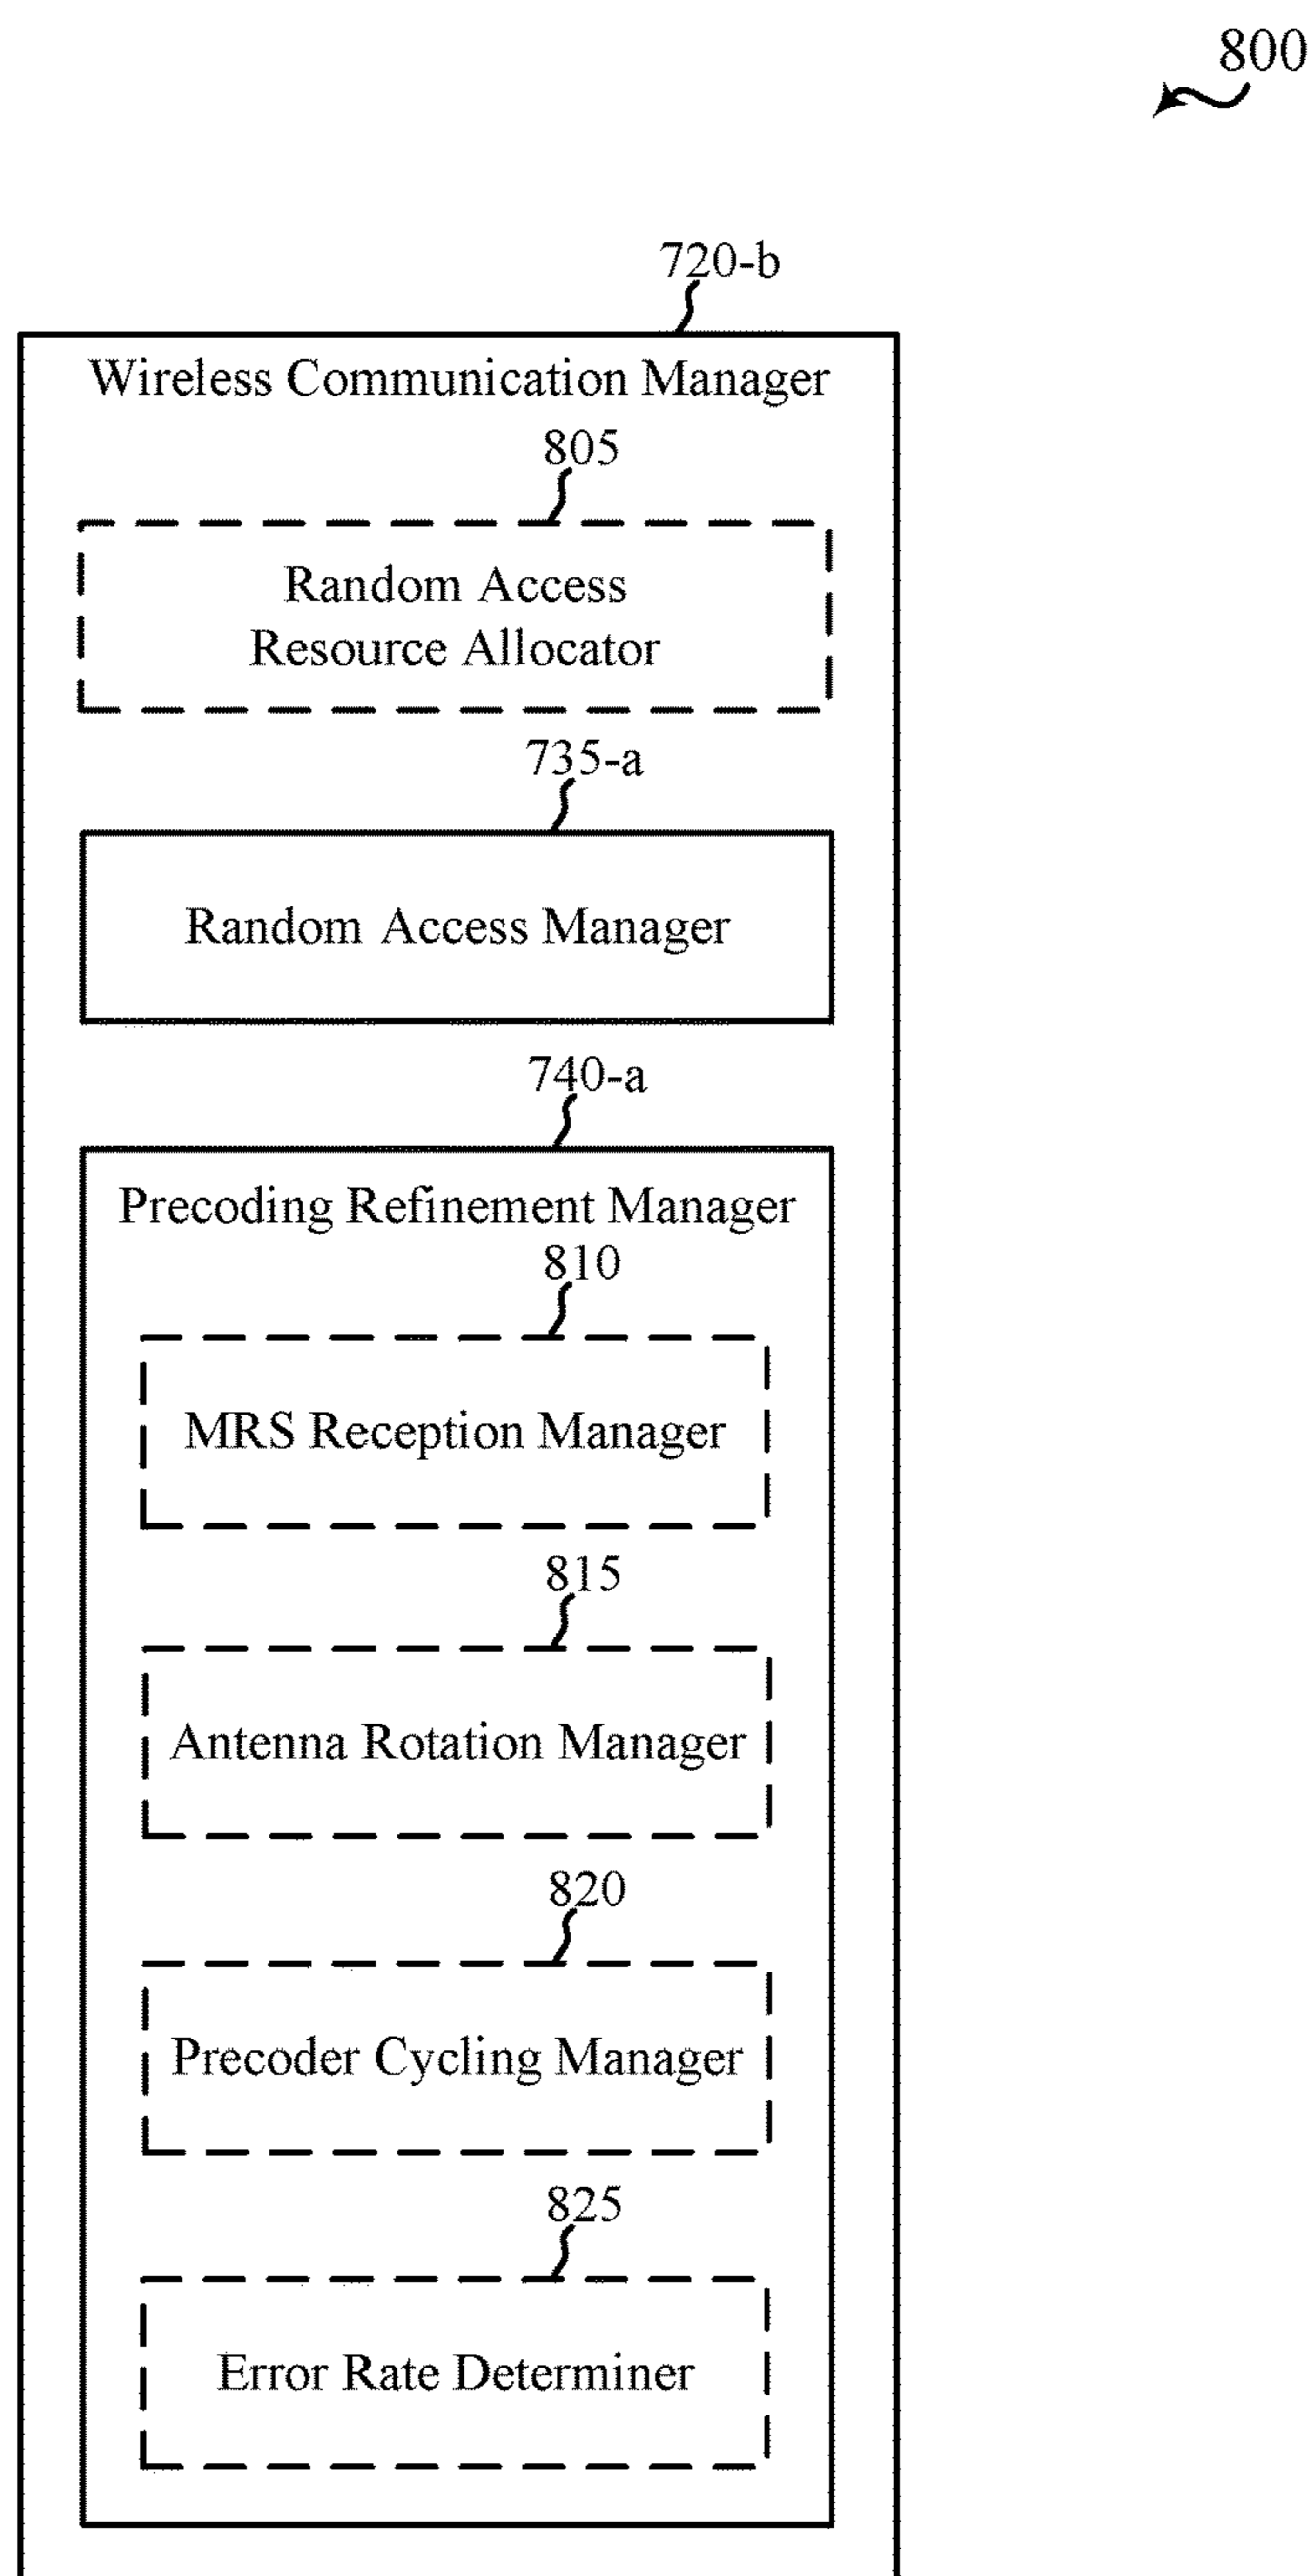 800
720-b
Wireless Communication Manager
805
Random Access
Resource Allocator
735-a
Random Access Manager
740-a
Precoding Refinement Manager
810
MRS Reception Manager
815
Antenna Rotation Manager
820
Precoder Cycling Manager
825
Error Rate Determiner